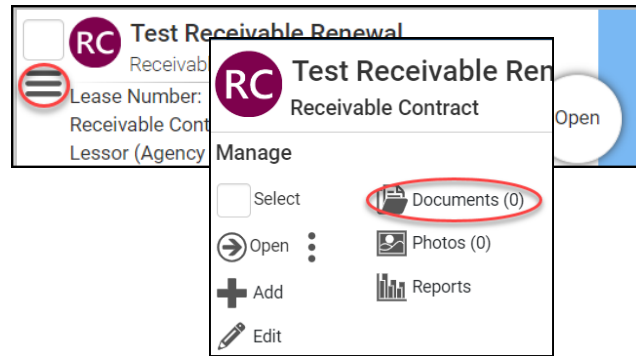 RC Test Receivable Renewal
Receivab
Lease Number:
Receivable Cont
Lessor (Agency
Open
RC Test Receivable Ren
Receivable Contract
Manage
Select
Documents (0)
Open
Photos (0)
Add
Reports
Edit